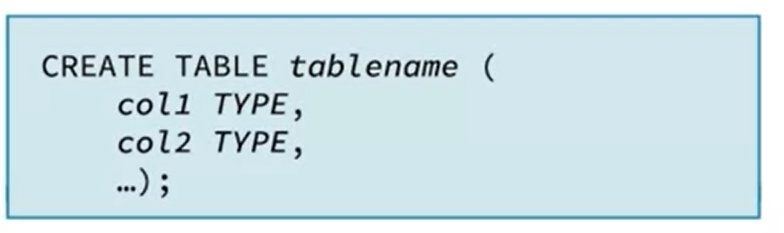 CREATE TABLE tablename (
col1 TYPE,
col2 TYPE,
…);